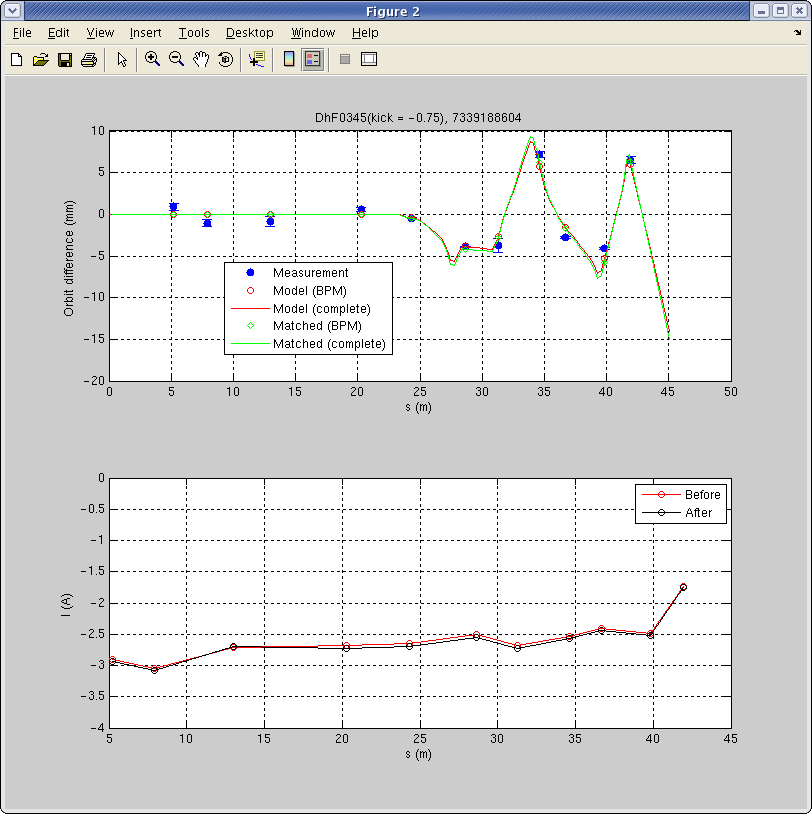 Figure 2
File Edit View Insert Tools Desktop Window Help
DhF0345(kick = −0.75), 7339188604
10
5
0
−5
−10
−15
−20
Orbit difference (mm)
Measurement
Model (BPM)
Model (complete)
Matched (BPM)
Matched (complete)
0 5 10 15 20 25 30 35 40 45 50
s (m)
0
−0.5
−1
−1.5
−2
−2.5
−3
−3.5
−4
I (A)
Before
After
5 10 15 20 25 30 35 40 45
s (m)